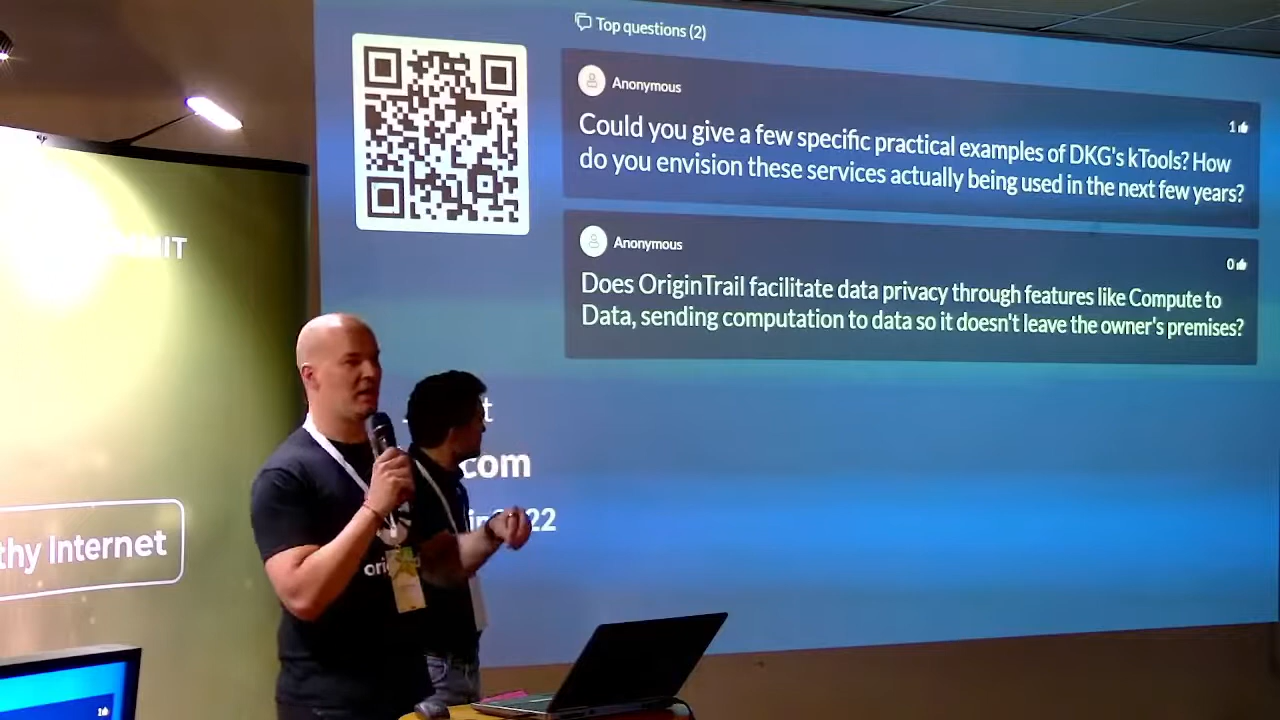 Top questions (2)
Anonymous
1
Could you give a few specific practical examples of DKG's kTools? How
do you envision these services actually being used in the next few years?
Anonymous
0
Does OriginTrail facilitate data privacy through features like Compute to
Data, sending computation to data so it doesn't leave the owner's premises?
com
22
thy Internet
ori